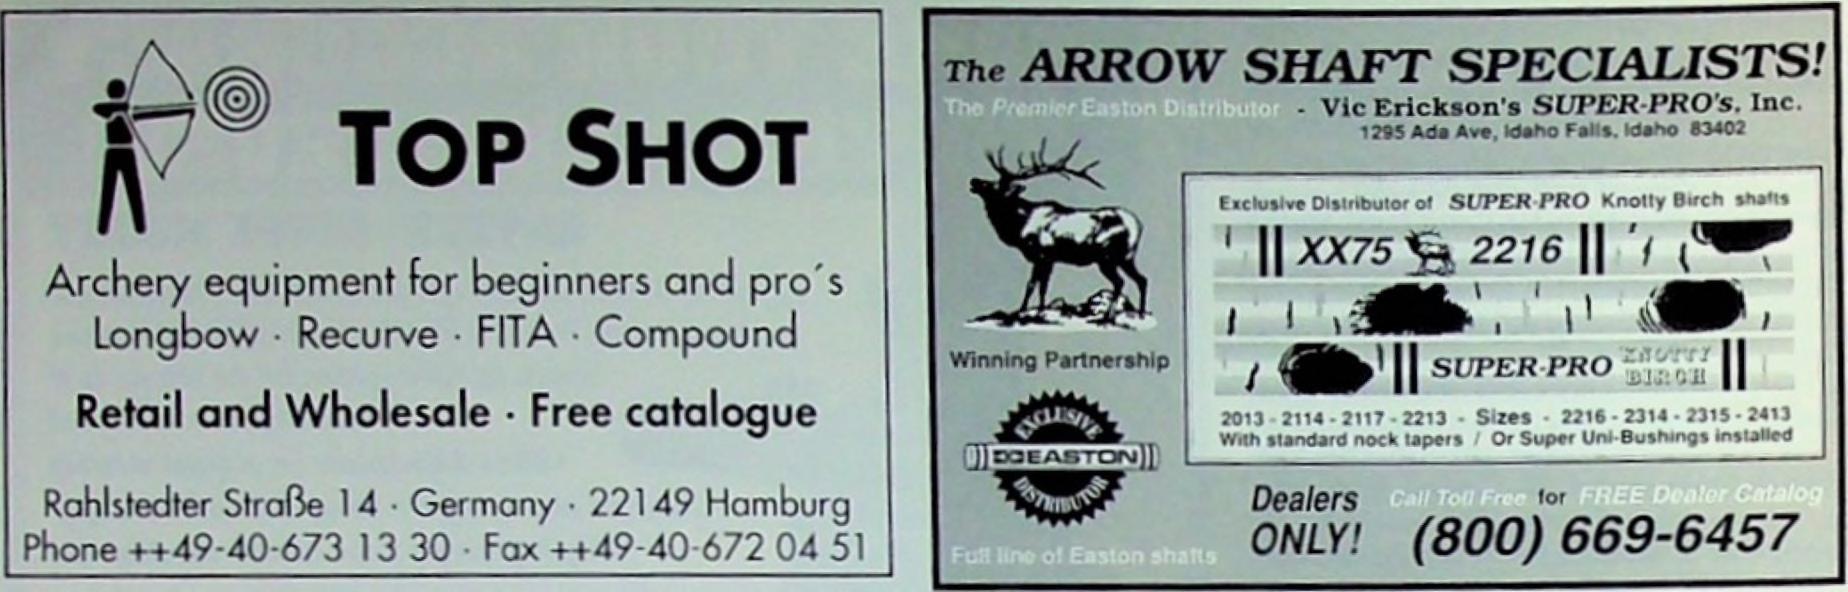 TOP SHOT
Archery equipment for beginners and pro´s
Longbow · Recurve · FITA · Compound
Retail and Wholesale · Free catalogue
Rahlstedter Straße 14 · Germany · 22149 Hamburg
Phone ++49-40-673 13 30 · Fax ++49-40-672 04 51
The ARROW SHAFT SPECIALISTS!
The Premier Easton Distributor - Vic Erickson's SUPER-PRO's, Inc.
1295 Ada Ave, Idaho Falls, Idaho 83402
Winning Partnership
EXCLUSIVE
EASTON
DISTRIBUTOR
Full line of Easton shafts
Exclusive Distributor of SUPER-PRO Knotty Birch shafts
XX75 2216
SUPER-PRO KNOTTY BIRCH
2013 - 2114 - 2117 - 2213 - Sizes - 2216 - 2314 - 2315 - 2413
With standard nock tapers / Or Super Uni-Bushings installed
Dealers ONLY!
Call Toll Free for FREE Dealer Catalog
(800) 669-6457